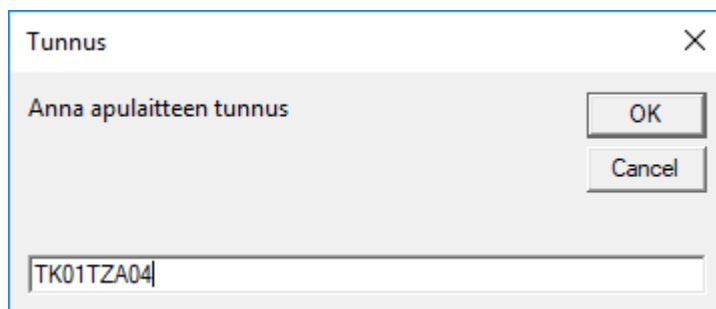 Tunnus
Anna apulaitteen tunnus
OK
Cancel
TK01TZA04